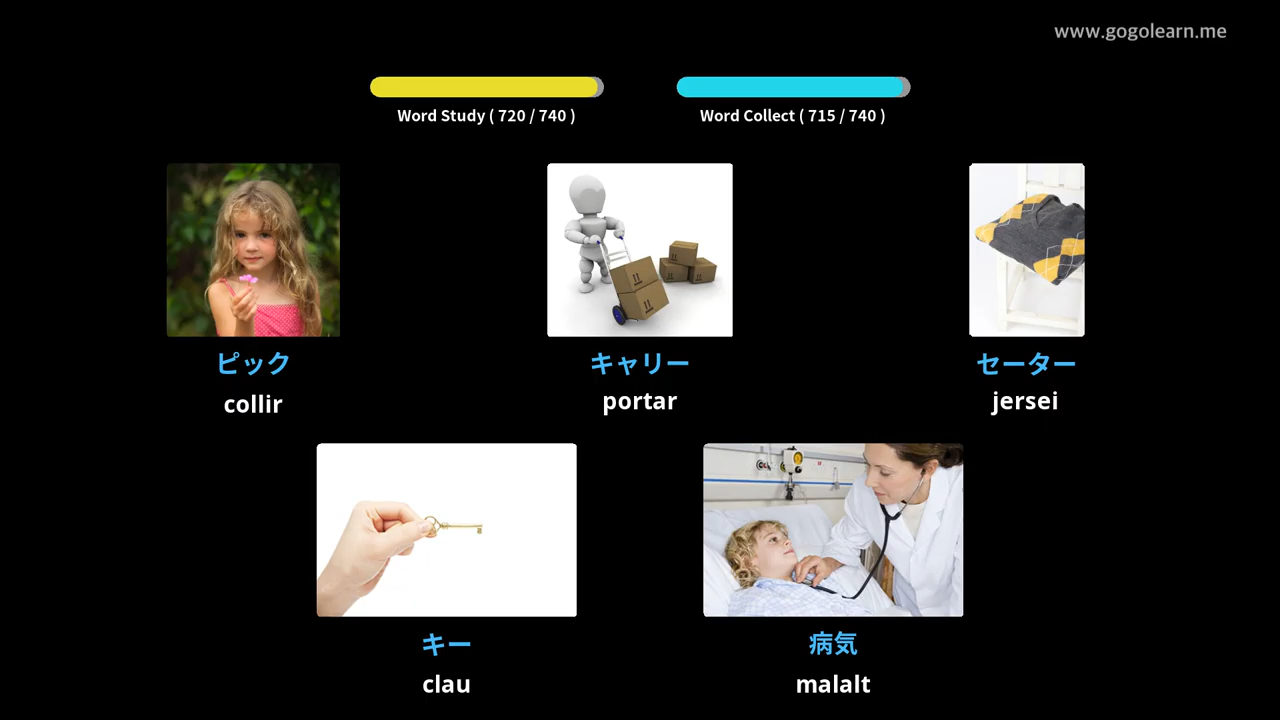 www.gogolearn.me
Word Study ( 720 / 740 )
Word Collect ( 715 / 740 )
ピック
キャリー
セーター
collir
portar
jersei
キー
病気
clau
malalt